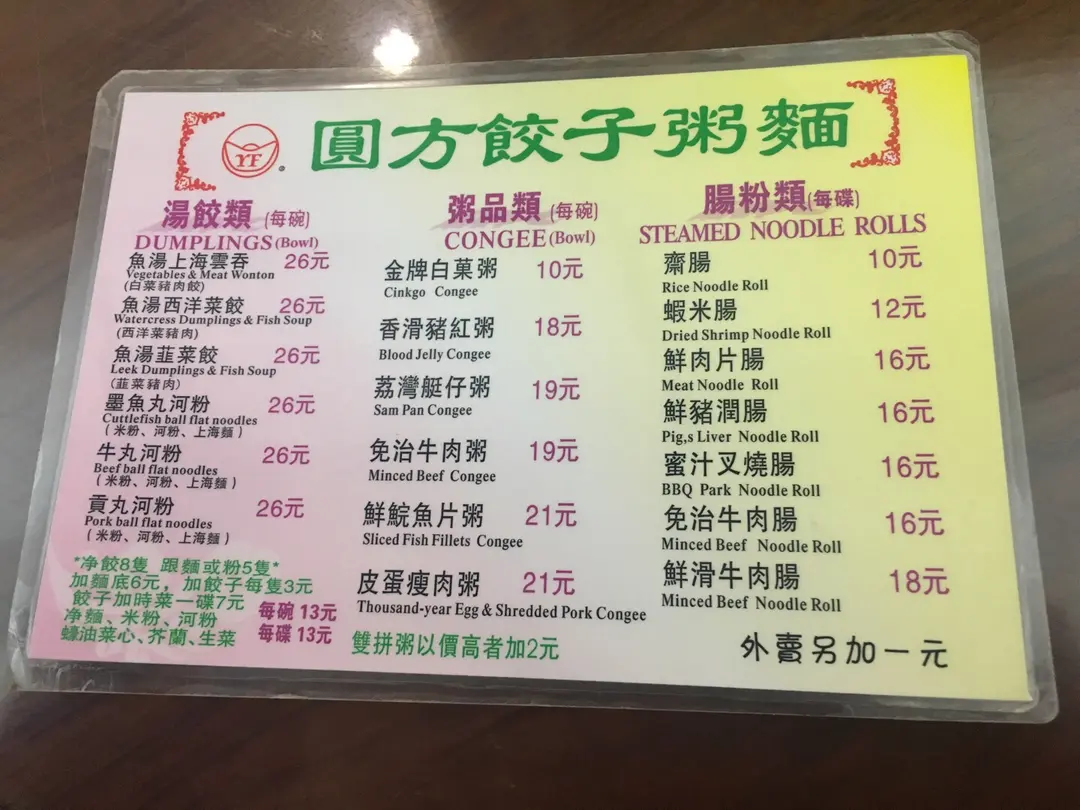 YF
圓方餃子粥麵
湯餃類 (每碗)
DUMPLINGS (Bowl)
魚湯上海雲吞 26元
Vegetables & Meat Wonton
(白菜豬肉餃)
魚湯西洋菜餃 26元
Watercress Dumplings & Fish Soup
(西洋菜豬肉)
魚湯韮菜餃 26元
Leek Dumplings & Fish Soup
(韮菜豬肉)
墨魚丸河粉 26元
Cuttlefish ball flat noodles
( 米粉、河粉、上海麵 )
牛丸河粉 26元
Beef ball flat noodles
( 米粉、河粉、上海麵 )
貢丸河粉 26元
Pork ball flat noodles
( 米粉、河粉、上海麵 )
*净餃8隻 跟麵或粉5隻*
加麵底6元，加餃子每隻3元
餃子加時菜一碟7元
净麵、米粉、河粉 每碗 13元
蠔油菜心、芥蘭、生菜 每碟 13元
粥品類 (每碗)
CONGEE (Bowl)
金牌白菓粥 10元
Cinkgo Congee
香滑豬紅粥 18元
Blood Jelly Congee
荔灣艇仔粥 19元
Sam Pan Congee
免治牛肉粥 19元
Minced Beef Congee
鮮鯇魚片粥 21元
Sliced Fish Fillets Congee
皮蛋瘦肉粥 21元
Thousand-year Egg & Shredded Pork Congee
雙拼粥以價高者加2元
腸粉類(每碟)
STEAMED NOODLE ROLLS
齋腸 10元
Rice Noodle Roll
蝦米腸 12元
Dried Shrimp Noodle Roll
鮮肉片腸 16元
Meat Noodle Roll
鮮豬潤腸 16元
Pig,s Liver Noodle Roll
蜜汁叉燒腸 16元
BBQ Park Noodle Roll
免治牛肉腸 16元
Minced Beef Noodle Roll
鮮滑牛肉腸 18元
Minced Beef Noodle Roll
外賣另加一元